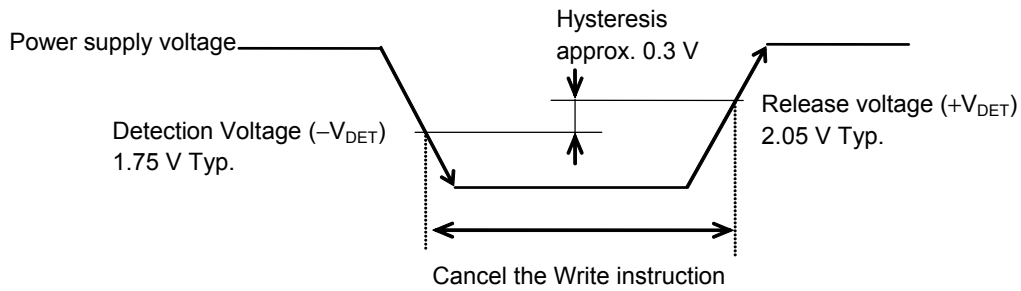 Hysteresis
approx. 0.3 V
Power supply voltage
Release voltage (+VDET)
2.05 V Typ.
Detection Voltage (−VDET)
1.75 V Typ.
Cancel the Write instruction